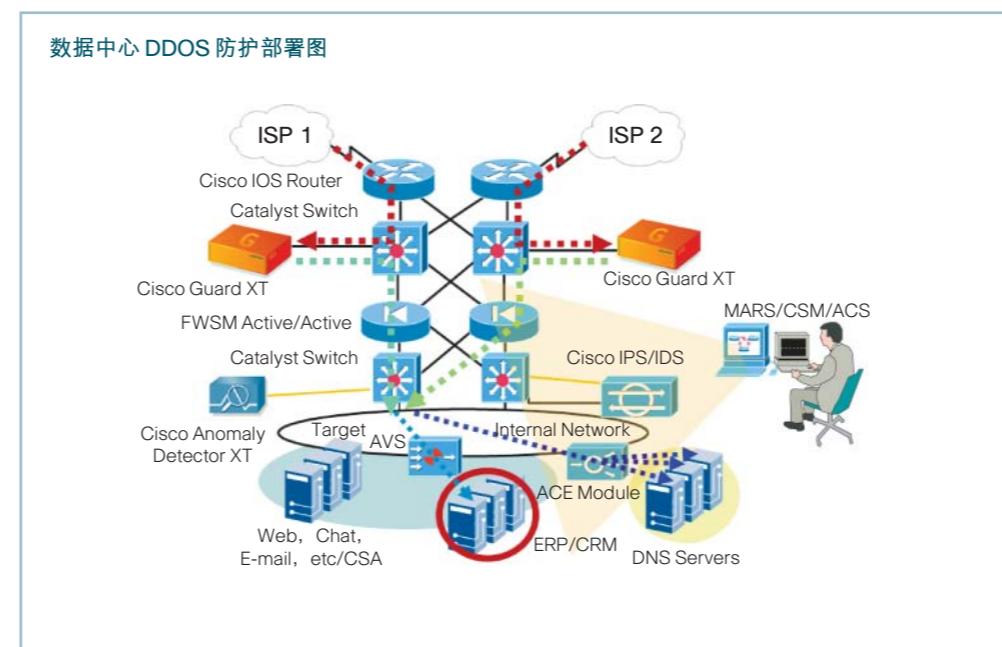 数据中心 DDOS 防护部署图
ISP 1
ISP 2
Cisco IOS Router
Catalyst Switch
G
G
Cisco Guard XT
Cisco Guard XT
FWSM Active/Active
MARS/CSM/ACS
Catalyst Switch
Cisco IPS/IDS
Cisco Anomaly
Detector XT
Target
AVS
Internal Network
ACE Module
Web，Chat，
E-mail，etc/CSA
ERP/CRM
DNS Servers